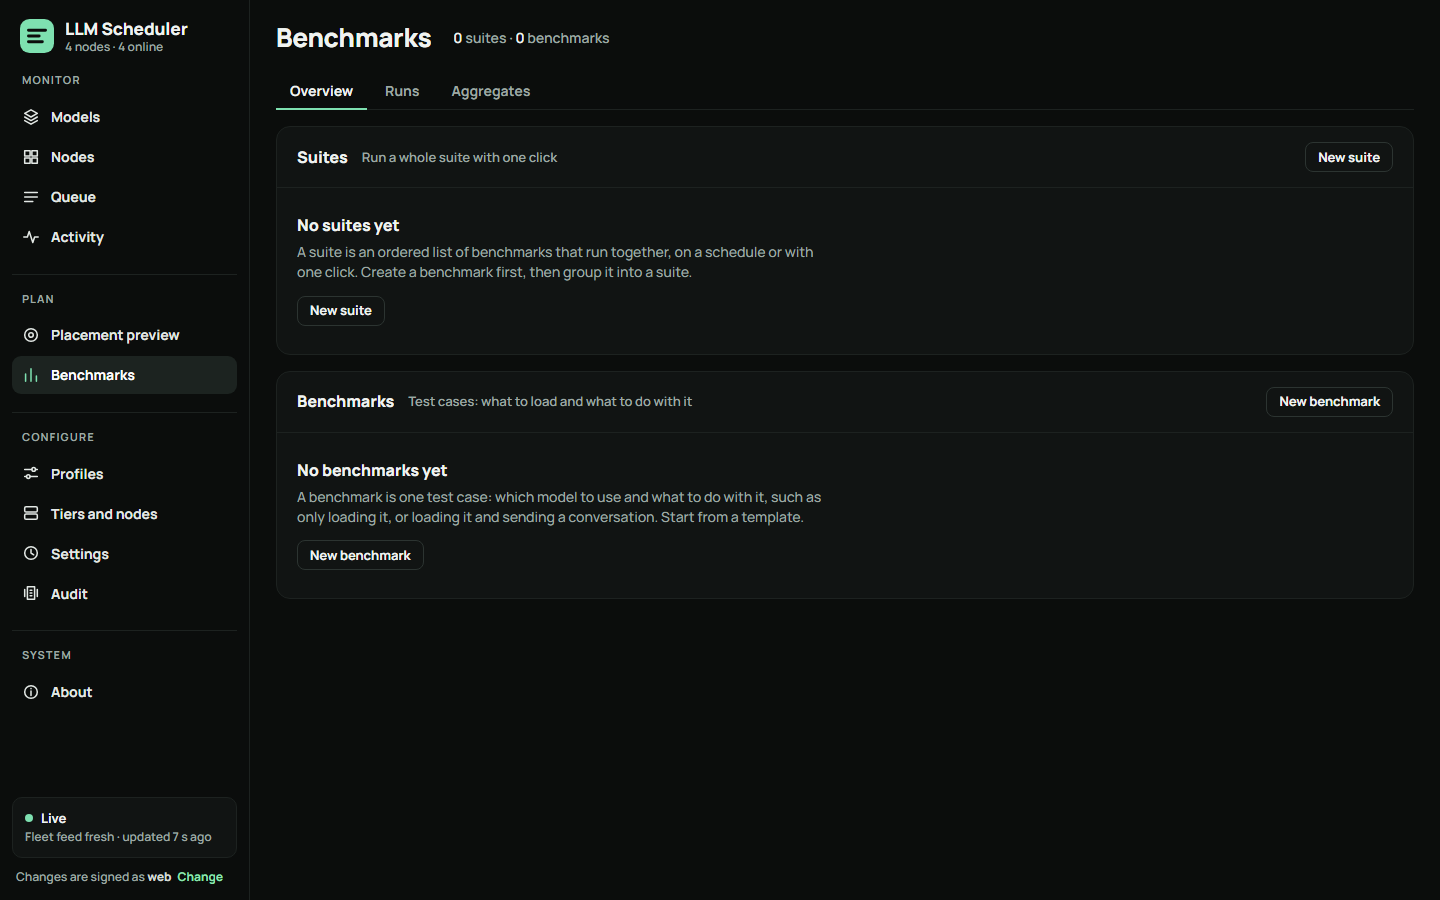 LLM Scheduler
4 nodes · 4 online
MONITOR
Models
Nodes
Queue
Activity
PLAN
Placement preview
Benchmarks
CONFIGURE
Profiles
Tiers and nodes
Settings
Audit
SYSTEM
About
Live
Fleet feed fresh · updated 7 s ago
Changes are signed as web Change
Benchmarks 0 suites · 0 benchmarks
Overview Runs Aggregates
Suites Run a whole suite with one click New suite
No suites yet
A suite is an ordered list of benchmarks that run together, on a schedule or with
one click. Create a benchmark first, then group it into a suite.
New suite
Benchmarks Test cases: what to load and what to do with it New benchmark
No benchmarks yet
A benchmark is one test case: which model to use and what to do with it, such as
only loading it, or loading it and sending a conversation. Start from a template.
New benchmark